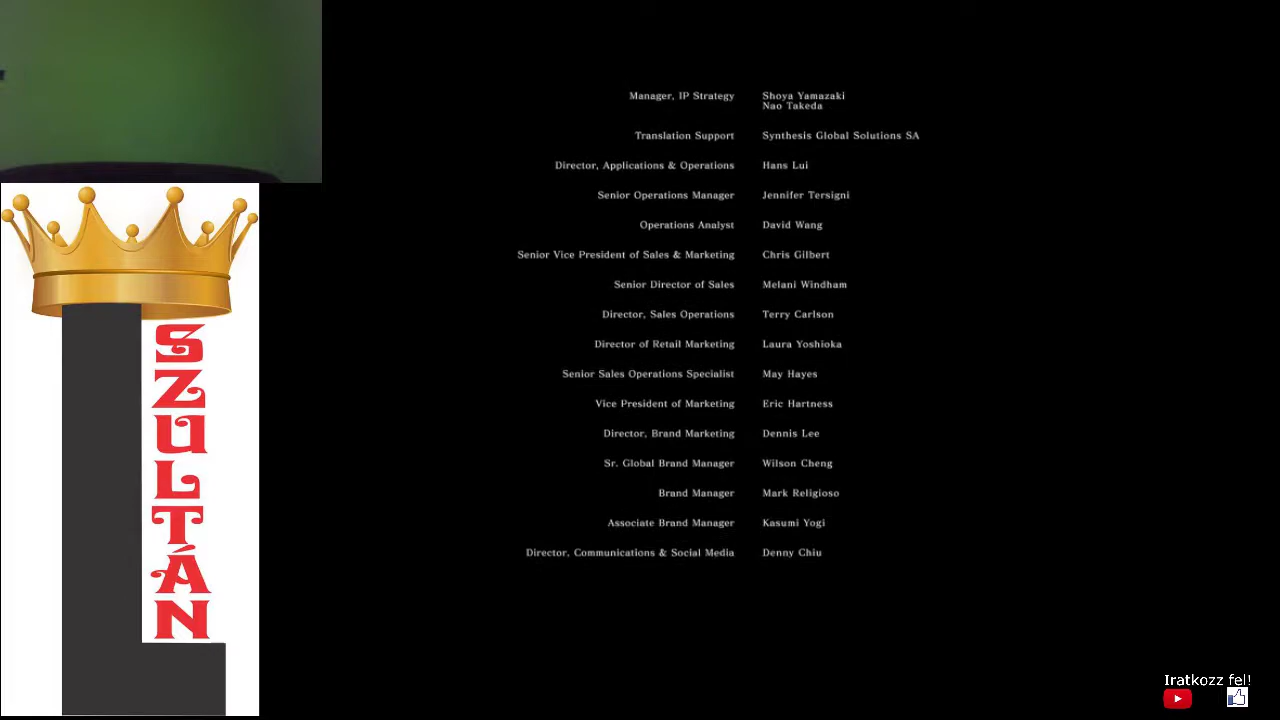 Manager, IP Strategy Shoya Yamazaki
Nao Takeda
Translation Support Synthesis Global Solutions SA
Director, Applications & Operations Hans Lui
Senior Operations Manager Jennifer Tersigni
Operations Analyst David Wang
Senior Vice President of Sales & Marketing Chris Gilbert
Senior Director of Sales Melani Windham
Director, Sales Operations Terry Carlson
Director of Retail Marketing Laura Yoshioka
Senior Sales Operations Specialist May Hayes
Vice President of Marketing Eric Hartness
Director, Brand Marketing Dennis Lee
Sr. Global Brand Manager Wilson Cheng
Brand Manager Mark Religioso
Associate Brand Manager Kasumi Yogi
Director, Communications & Social Media Denny Chiu
L
SZULTÁN
Iratkozz fel!